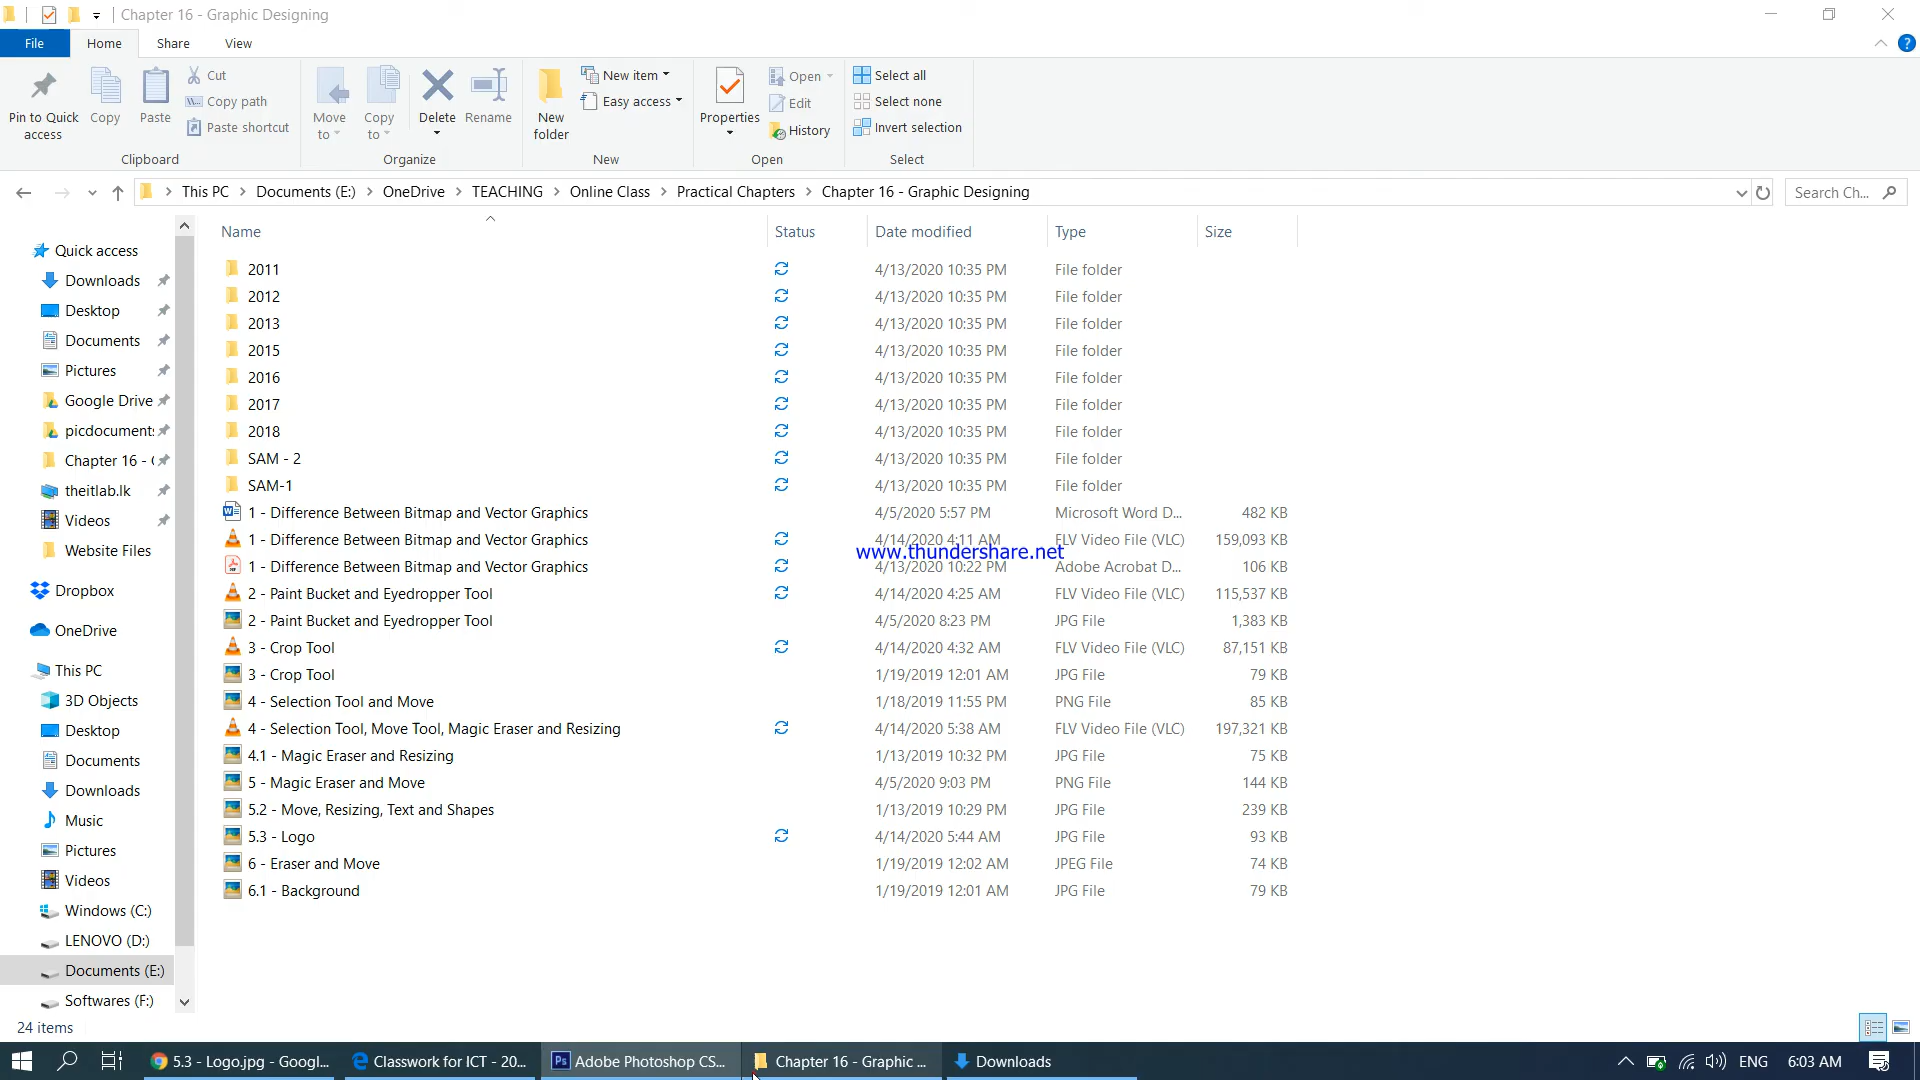 Chapter 16 - Graphic Designing
File Home Share View
Pin to Quick access
Copy
Paste
Cut
Copy path
Paste shortcut
Clipboard
Move to
Copy to
Delete
Rename
Organize
New folder
New item
Easy access
New
Properties
Open
Edit
History
Open
Select all
Select none
Invert selection
Select
This PC > Documents (E:) > OneDrive > TEACHING > Online Class > Practical Chapters > Chapter 16 - Graphic Designing
Search Ch...
Quick access
Downloads
Desktop
Documents
Pictures
Google Drive
picdocument
Chapter 16 - (
theitlab.lk
Videos
Website Files
Dropbox
OneDrive
This PC
3D Objects
Desktop
Documents
Downloads
Music
Pictures
Videos
Windows (C:)
LENOVO (D:)
Documents (E:)
Softwares (F:)
Name Status Date modified Type Size
2011 4/13/2020 10:35 PM File folder
2012 4/13/2020 10:35 PM File folder
2013 4/13/2020 10:35 PM File folder
2015 4/13/2020 10:35 PM File folder
2016 4/13/2020 10:35 PM File folder
2017 4/13/2020 10:35 PM File folder
2018 4/13/2020 10:35 PM File folder
SAM - 2 4/13/2020 10:35 PM File folder
SAM-1 4/13/2020 10:35 PM File folder
1 - Difference Between Bitmap and Vector Graphics 4/5/2020 5:57 PM Microsoft Word D... 482 KB
1 - Difference Between Bitmap and Vector Graphics 4/14/2020 4:11 AM FLV Video File (VLC) 159,093 KB
www.thundershare.net
1 - Difference Between Bitmap and Vector Graphics 4/13/2020 10:22 PM Adobe Acrobat D... 106 KB
2 - Paint Bucket and Eyedropper Tool 4/14/2020 4:25 AM FLV Video File (VLC) 115,537 KB
2 - Paint Bucket and Eyedropper Tool 4/5/2020 8:23 PM JPG File 1,383 KB
3 - Crop Tool 4/14/2020 4:32 AM FLV Video File (VLC) 87,151 KB
3 - Crop Tool 1/19/2019 12:01 AM JPG File 79 KB
4 - Selection Tool and Move 1/18/2019 11:55 PM PNG File 85 KB
4 - Selection Tool, Move Tool, Magic Eraser and Resizing 4/14/2020 5:38 AM FLV Video File (VLC) 197,321 KB
4.1 - Magic Eraser and Resizing 1/13/2019 10:32 PM JPG File 75 KB
5 - Magic Eraser and Move 4/5/2020 9:03 PM PNG File 144 KB
5.2 - Move, Resizing, Text and Shapes 1/13/2019 10:29 PM JPG File 239 KB
5.3 - Logo 4/14/2020 5:44 AM JPG File 93 KB
6 - Eraser and Move 1/19/2019 12:02 AM JPEG File 74 KB
6.1 - Background 1/19/2019 12:01 AM JPG File 79 KB
24 items
5.3 - Logo.jpg - Googl... Classwork for ICT - 20... Adobe Photoshop CS... Chapter 16 - Graphic ... Downloads ENG 6:03 AM